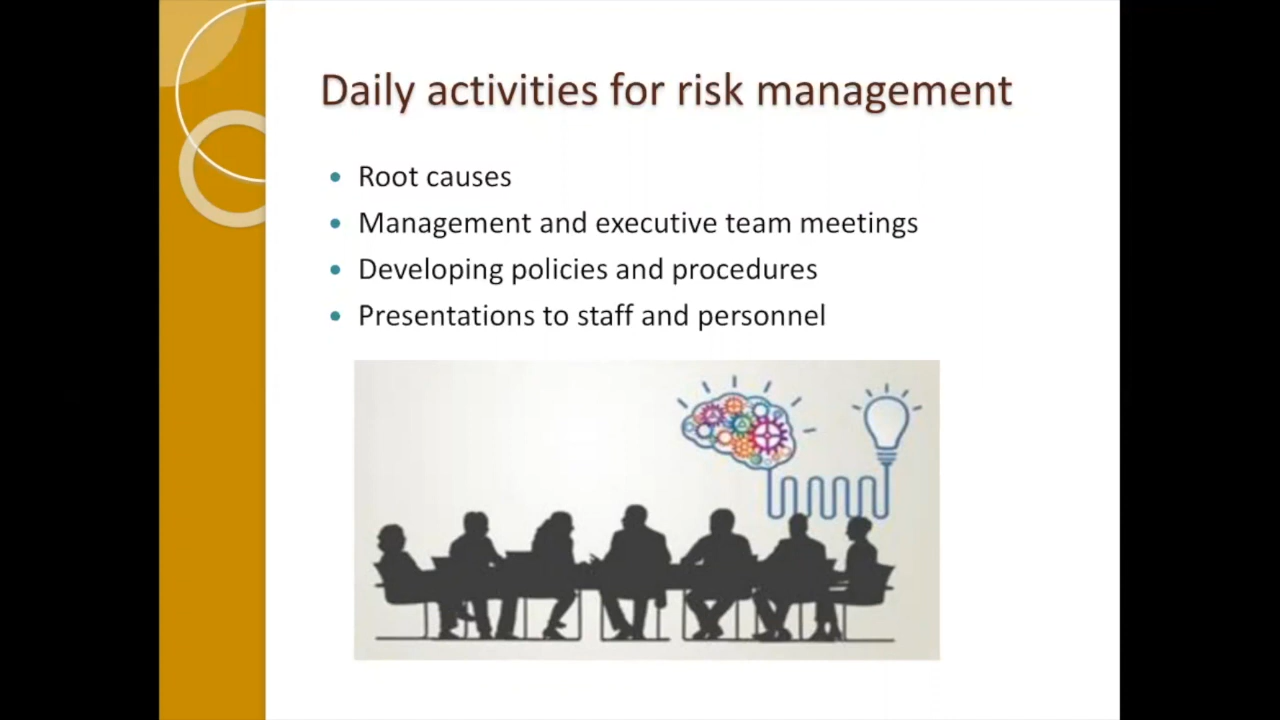 Daily activities for risk management
• Root causes
• Management and executive team meetings
• Developing policies and procedures
• Presentations to staff and personnel